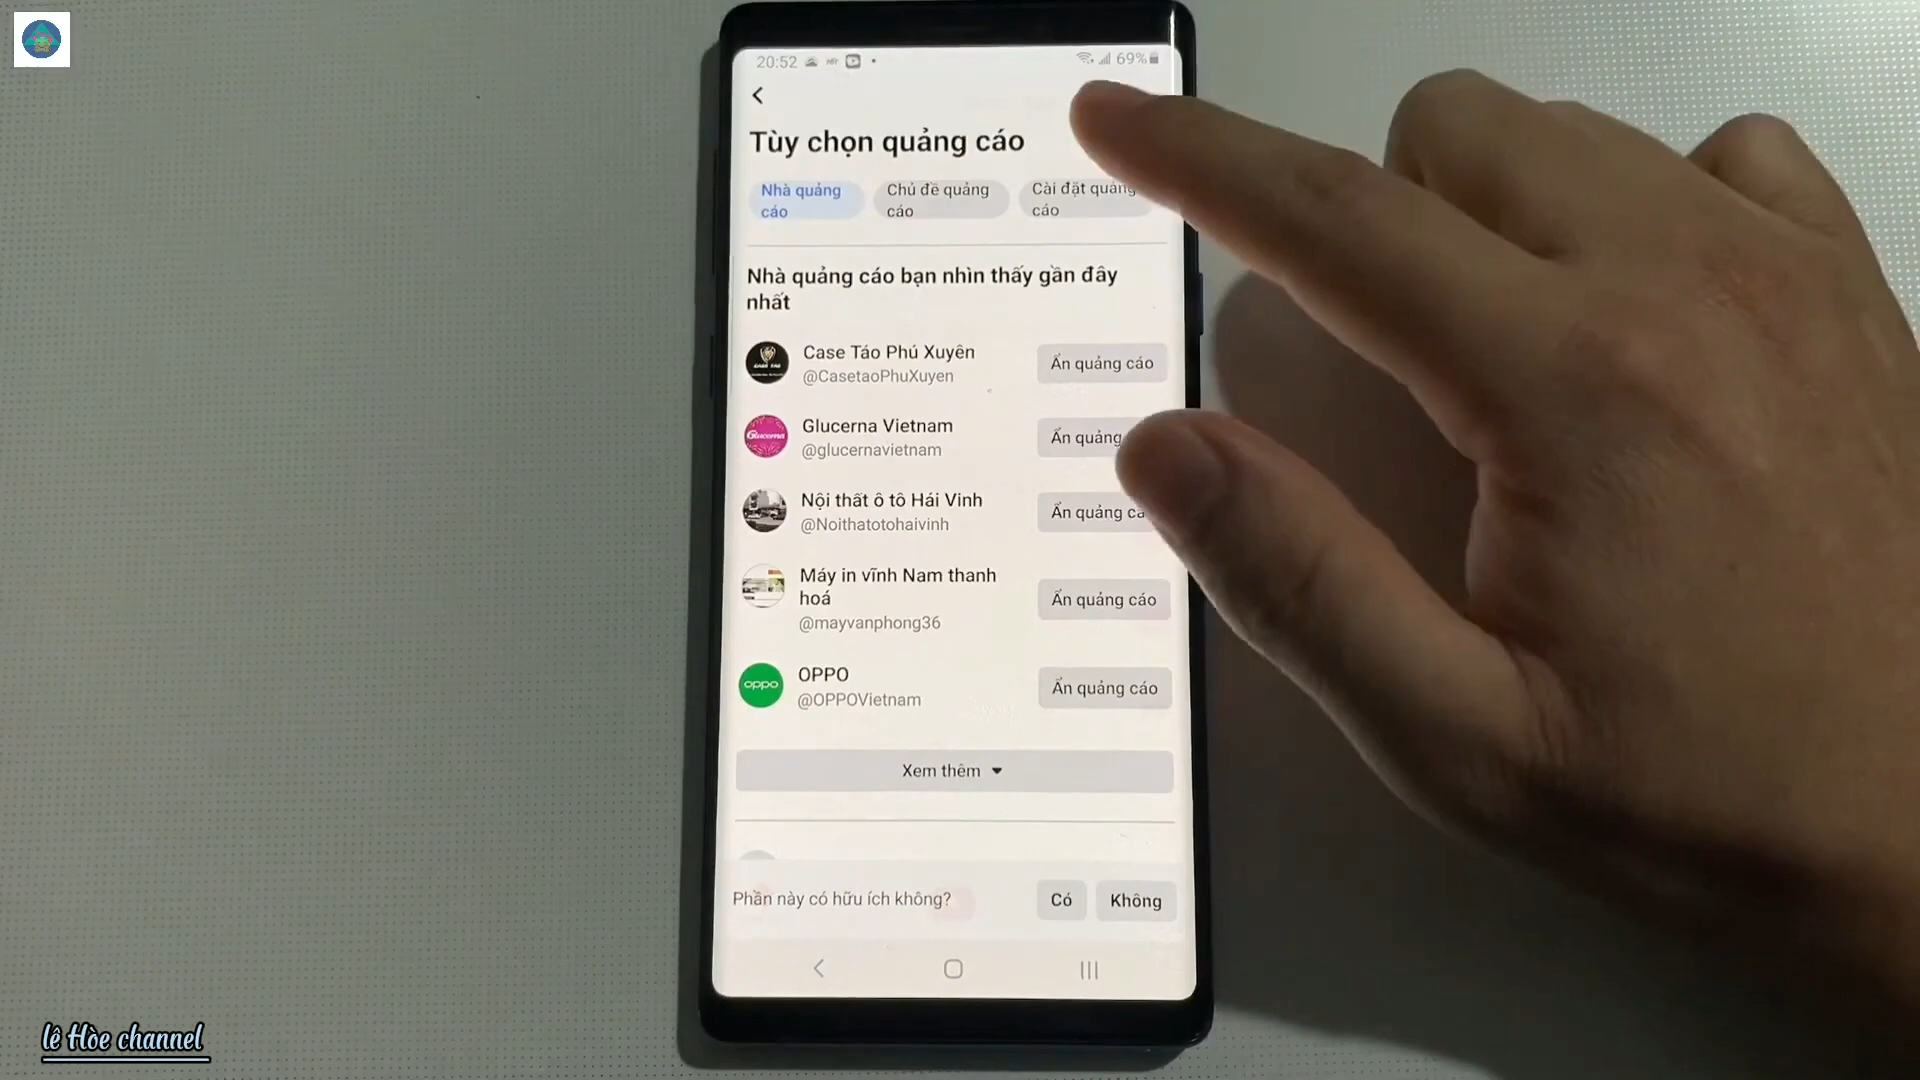 20:52
69%
Tùy chọn quảng cáo
Nhà quảng
cáo
Chủ đề quảng
cáo
Cài đặt quảng
cáo
Nhà quảng cáo bạn nhìn thấy gần đây
nhất
Case Táo Phú Xuyên
@CasetaoPhuXuyen
Ẩn quảng cáo
Glucerna
Glucerna Vietnam
@glucernavietnam
Ẩn quảng
Nội thất ô tô Hải Vinh
@Noithatotohaivinh
Ẩn quảng
Máy in vĩnh Nam thanh
hoá
@mayvanphong36
Ẩn quảng cáo
oppo
OPPO
@OPPOVietnam
Ẩn quảng cáo
Xem thêm
Phần này có hữu ích không?
Có
Không
lê Hòe channel